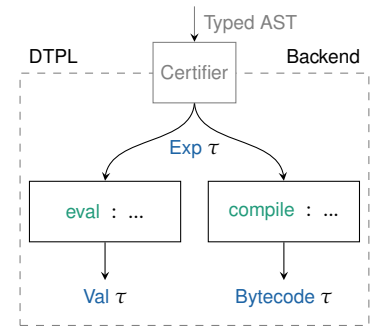 Typed AST
DTPL
Backend
Certifier
Exp τ
eval : ...
compile : ...
Val τ
Bytecode τ